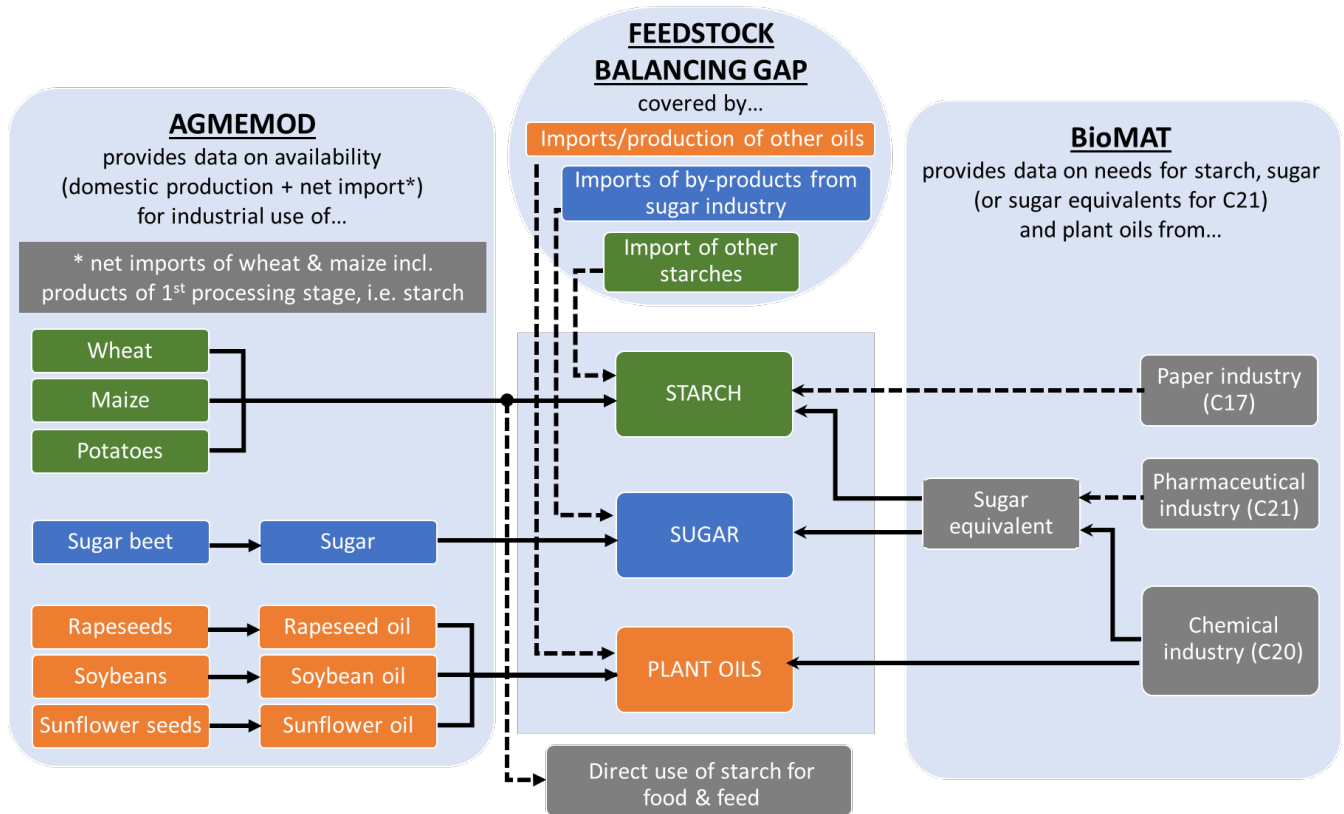 FEEDSTOCK
BALANCING GAP
covered by...
Imports/production of other oils
Imports of by-products from
sugar industry
Import of other
starches
AGMEMOD
provides data on availability
(domestic production + net import*)
for industrial use of...
* net imports of wheat & maize incl.
products of 1st processing stage, i.e. starch
Wheat
Maize
Potatoes
Sugar beet
Sugar
Rapeseeds
Rapeseed oil
Soybeans
Soybean oil
Sunflower seeds
Sunflower oil
STARCH
SUGAR
PLANT OILS
Direct use of starch for
food & feed
BioMAT
provides data on needs for starch, sugar
(or sugar equivalents for C21)
and plant oils from...
Paper industry
(C17)
Sugar
equivalent
Pharmaceutical
industry (C21)
Chemical
industry (C20)